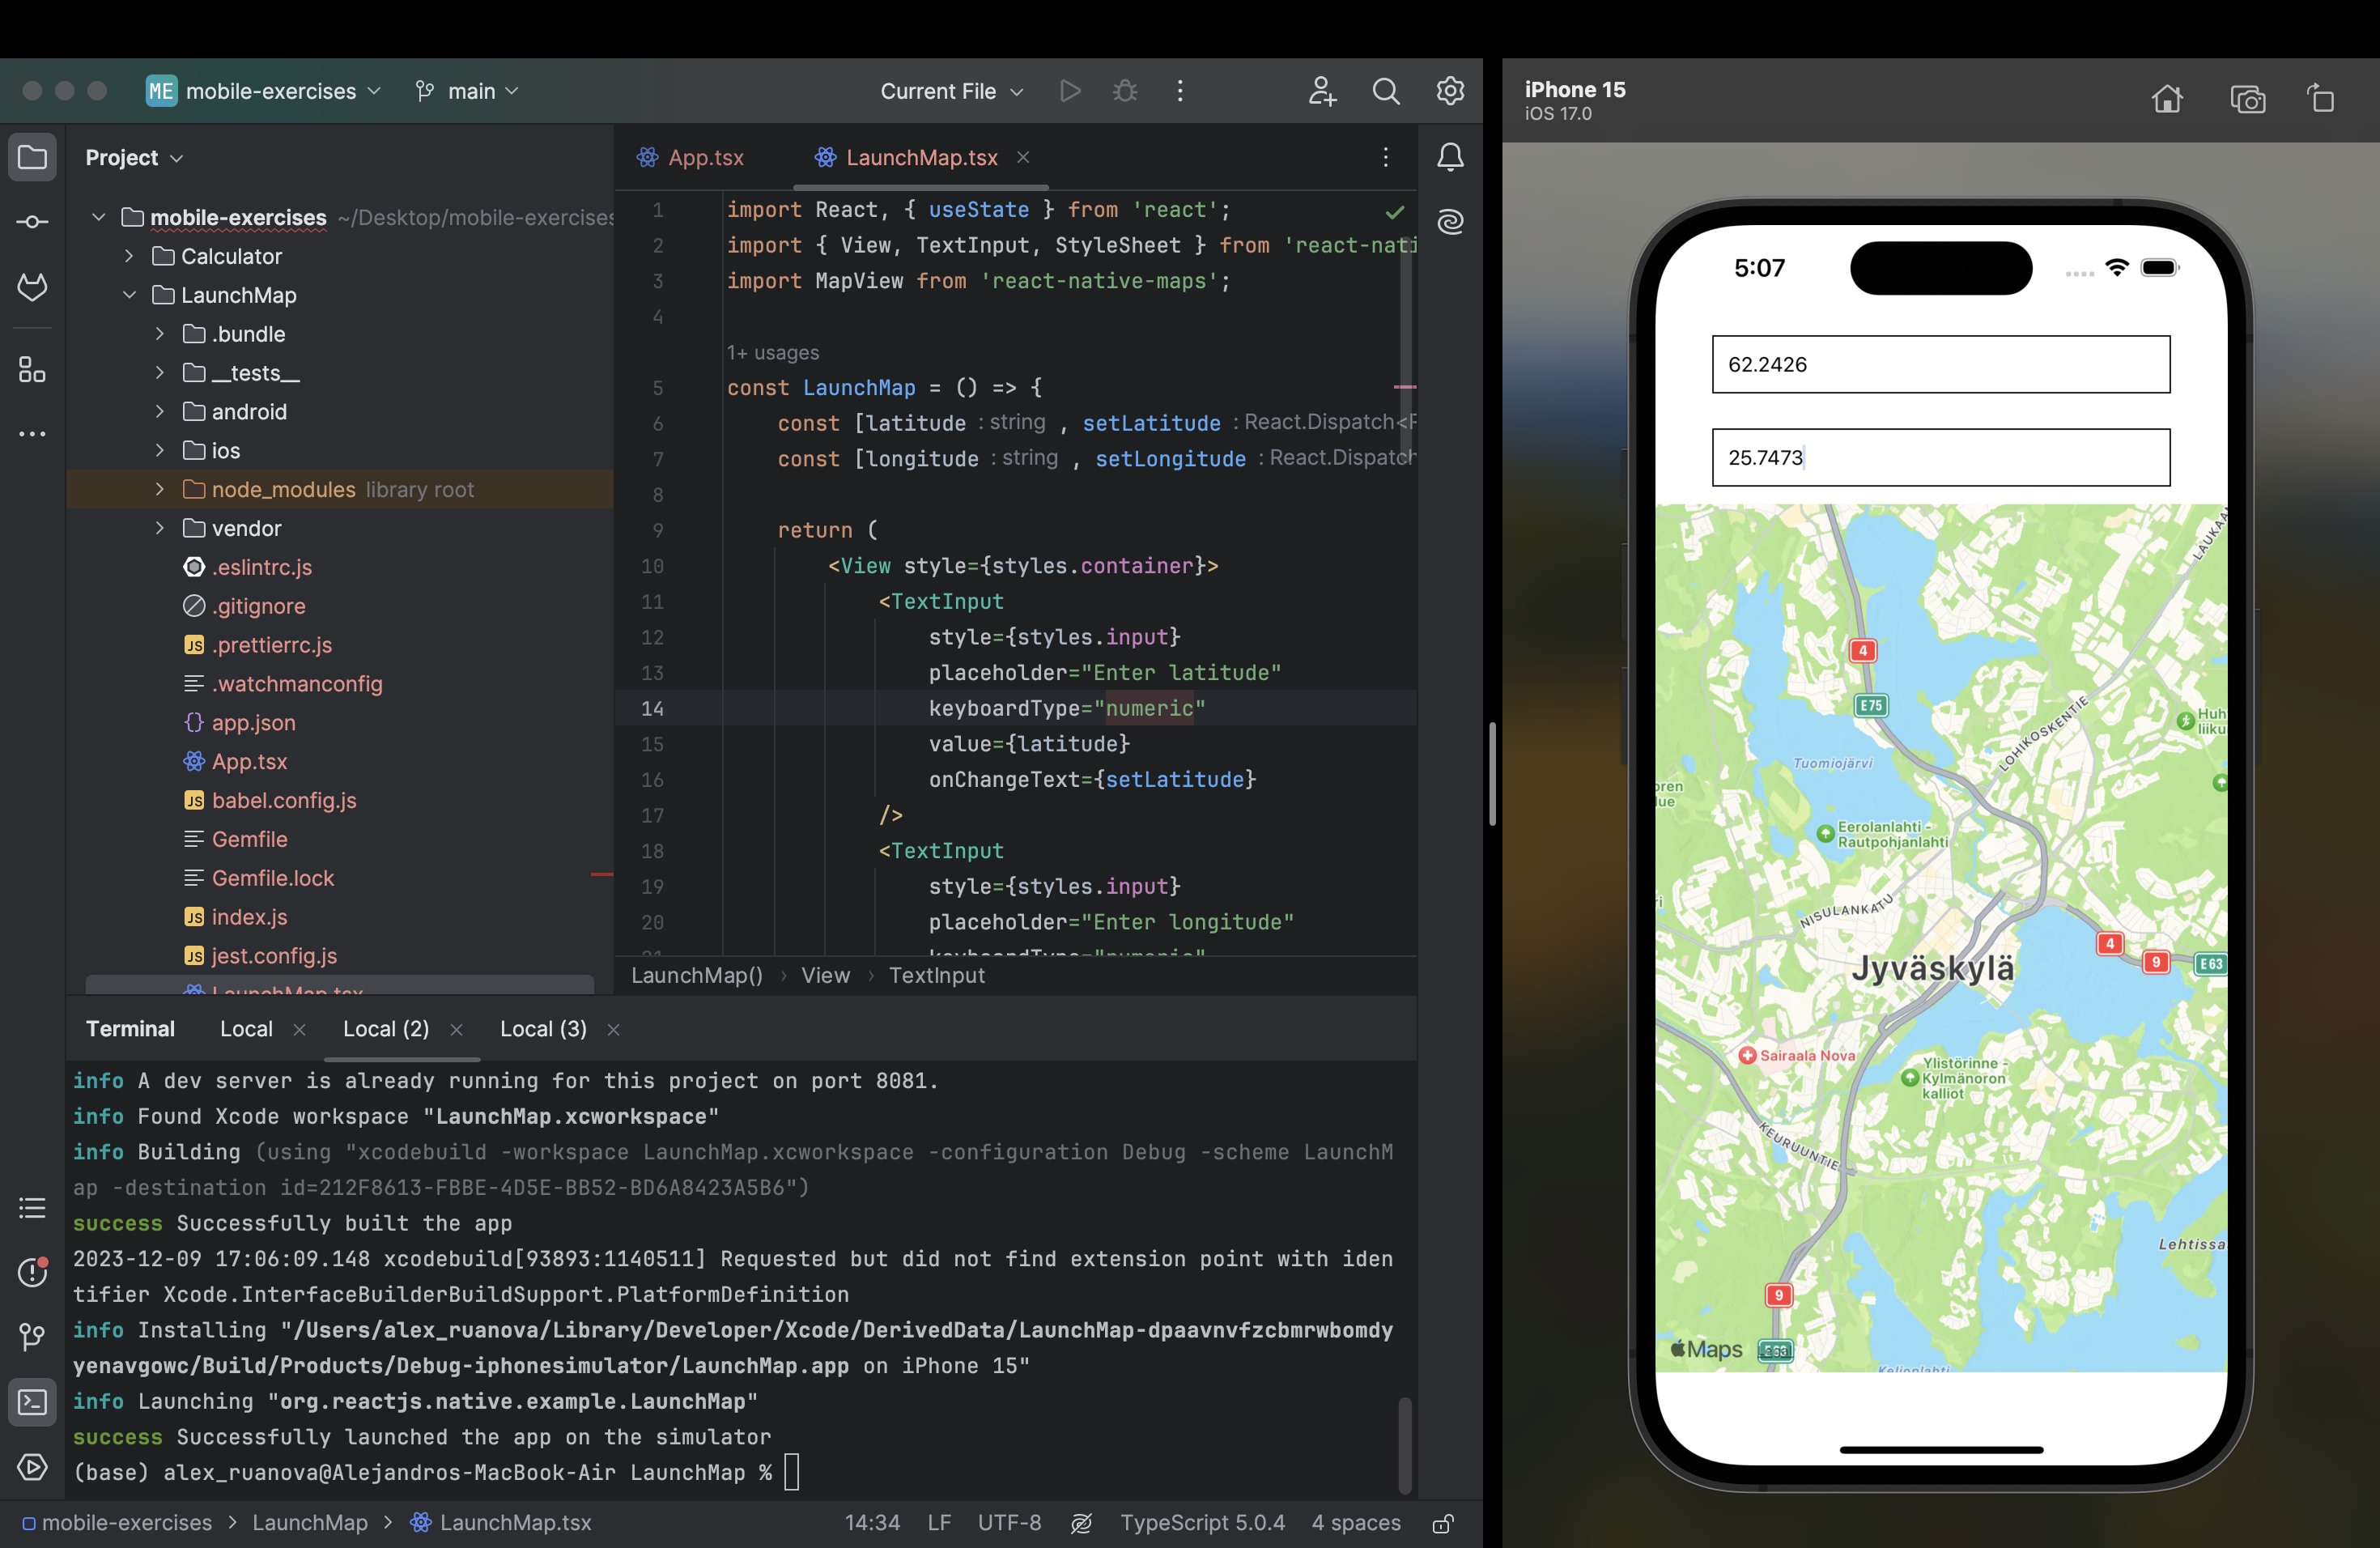 ME mobile-exercises main Current File
Project
mobile-exercises ~/Desktop/mobile-exercises
Calculator
LaunchMap
.bundle
__tests__
android
ios
node_modules library root
vendor
.eslintrc.js
.gitignore
.prettierrc.js
.watchmanconfig
app.json
App.tsx
babel.config.js
Gemfile
Gemfile.lock
index.js
jest.config.js
LaunchMap.tsx
App.tsx LaunchMap.tsx
1 import React, { useState } from 'react';
2 import { View, TextInput, StyleSheet } from 'react-nati
3 import MapView from 'react-native-maps';
4
1+ usages
5 const LaunchMap = () => {
6 const [latitude : string , setLatitude : React.Dispatch<
7 const [longitude : string , setLongitude : React.Dispatch
8
9 return (
10 <View style={styles.container}>
11 <TextInput
12 style={styles.input}
13 placeholder="Enter latitude"
14 keyboardType="numeric"
15 value={latitude}
16 onChangeText={setLatitude}
17 />
18 <TextInput
19 style={styles.input}
20 placeholder="Enter longitude"
21 keyboardType="numeric"
LaunchMap() › View › TextInput
Terminal Local Local (2) Local (3)
info A dev server is already running for this project on port 8081.
info Found Xcode workspace "LaunchMap.xcworkspace"
info Building (using "xcodebuild -workspace LaunchMap.xcworkspace -configuration Debug -scheme LaunchM
ap -destination id=212F8613-FBBE-4D5E-BB52-BD6A8423A5B6")
success Successfully built the app
2023-12-09 17:06:09.148 xcodebuild[93893:1140511] Requested but did not find extension point with iden
tifier Xcode.InterfaceBuilderBuildSupport.PlatformDefinition
info Installing "/Users/alex_ruanova/Library/Developer/Xcode/DerivedData/LaunchMap-dpaavnvfzcbmrwbomdy
yenavgowc/Build/Products/Debug-iphonesimulator/LaunchMap.app on iPhone 15"
info Launching "org.reactjs.native.example.LaunchMap"
success Successfully launched the app on the simulator
(base) alex_ruanova@Alejandros-MacBook-Air LaunchMap %
mobile-exercises > LaunchMap > LaunchMap.tsx 14:34 LF UTF-8 TypeScript 5.0.4 4 spaces
iPhone 15
iOS 17.0
5:07
62.2426
25.7473
LAUKAAN
4
E75
LOHIKOSKENTIE
Huh
liiku
Tuomiojärvi
oren
lue
Eerolanlahti -
Rautpohjanlahti
NISULANKATU
4
9
E63
Jyväskylä
Sairaala Nova
Ylistörinne -
Kylmänoron
kalliot
KEURUUNTIE
Lehtissa
9
Maps
E63
Keljonlahti